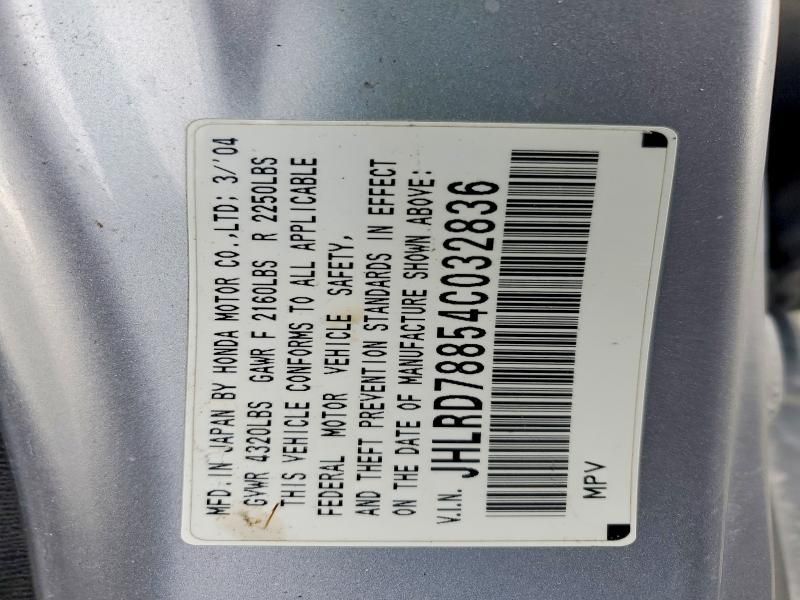 MFD. IN JAPAN BY HONDA MOTOR CO.,LTD; 3/'04
GVWR 4320LBS GAWR F 2160LBS R 2250LBS
THIS VEHICLE CONFORMS TO ALL APPLICABLE
FEDERAL MOTOR VEHICLE SAFETY,
AND THEFT PREVENTION STANDARDS IN EFFECT
ON THE DATE OF MANUFACTURE SHOWN ABOVE;
V.I.N. JHLRD78854C032836
MPV